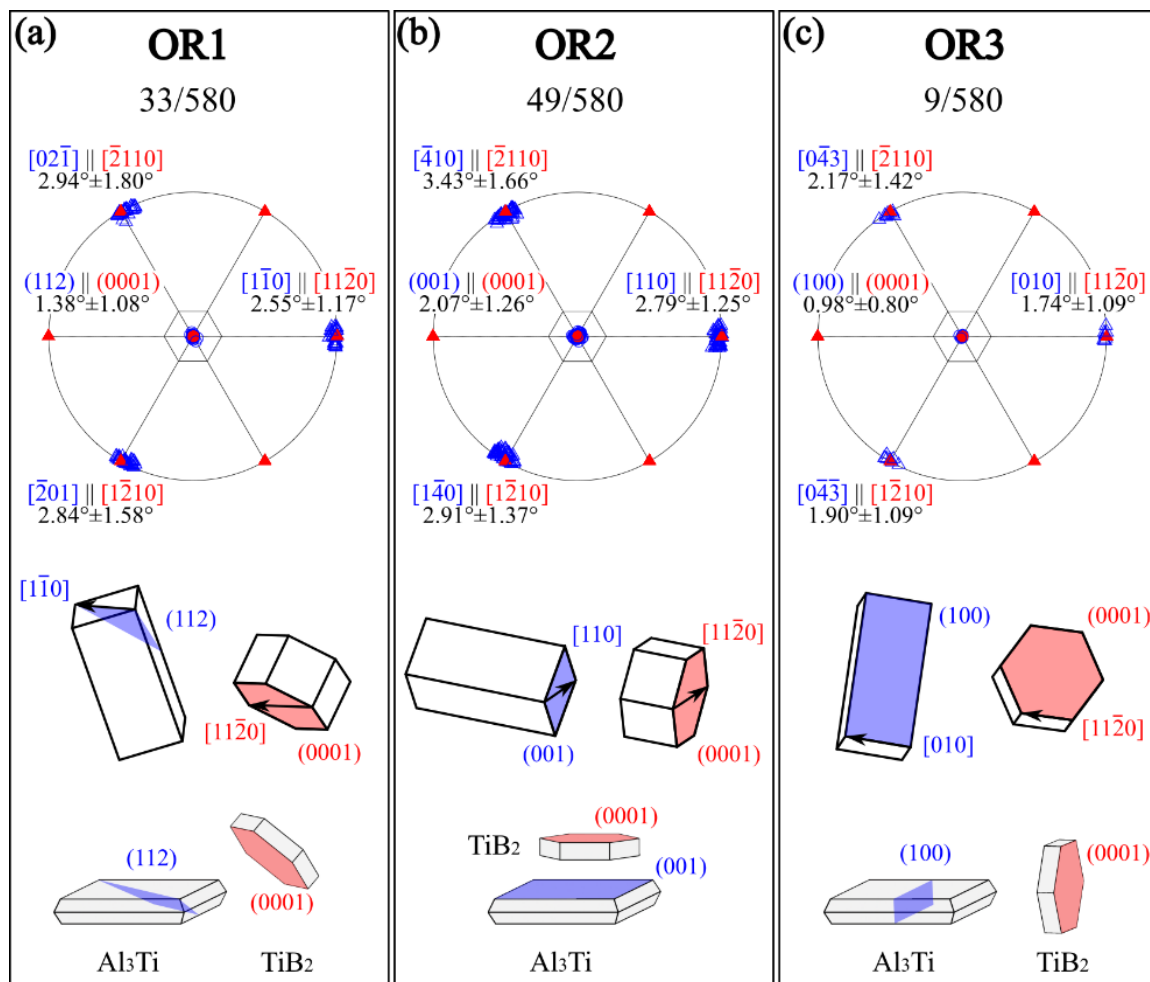 (a)
OR1
33/580
[02̄1̄] ∥ [2̄110]
2.94°±1.80°
(112) ∥ (0001)
1.38°±1.08°
[11̄0] ∥ [112̄0]
2.55°±1.17°
[2̄01] ∥ [12̄10]
2.84°±1.58°
[11̄0]
(112)
[112̄0]
(0001)
(112)
(0001)
Al₃Ti
TiB₂
(b)
OR2
49/580
[4̄10] ∥ [2̄110]
3.43°±1.66°
(001) ∥ (0001)
2.07°±1.26°
[110] ∥ [112̄0]
2.79°±1.25°
[14̄0] ∥ [12̄10]
2.91°±1.37°
[110]
[112̄0]
(001)
(0001)
(0001)
TiB₂
(001)
Al₃Ti
(c)
OR3
9/580
[04̄3] ∥ [2̄110]
2.17°±1.42°
(100) ∥ (0001)
0.98°±0.80°
[010] ∥ [112̄0]
1.74°±1.09°
[04̄3̄] ∥ [12̄10]
1.90°±1.09°
(100)
(0001)
[010]
[112̄0]
(100)
(0001)
Al₃Ti
TiB₂